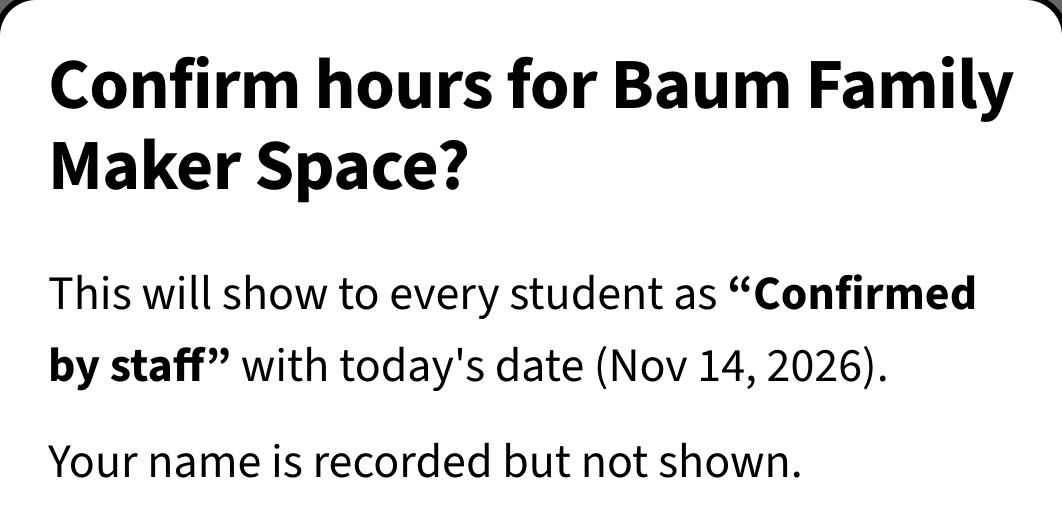 Confirm hours for Baum Family
Maker Space?
This will show to every student as “Confirmed
by staff” with today's date (Nov 14, 2026).
Your name is recorded but not shown.